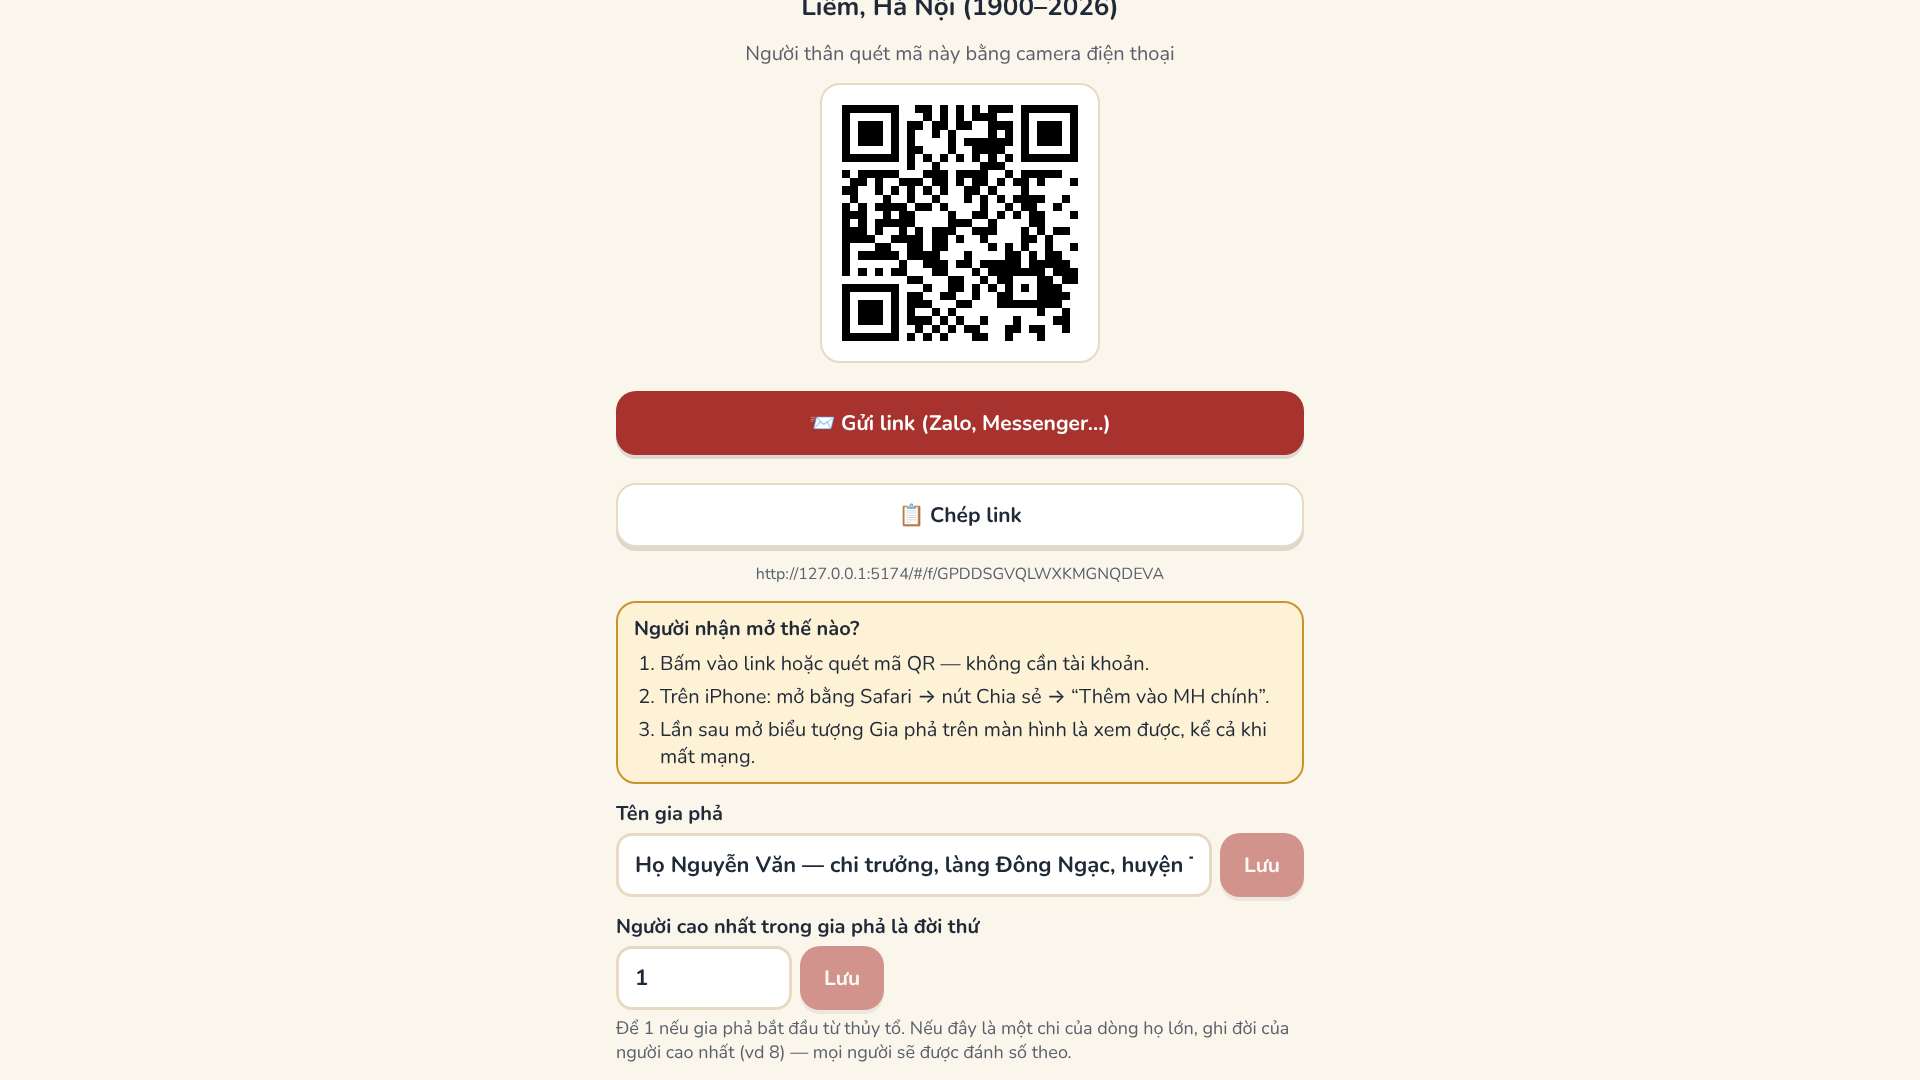 Liêm, Hà Nội (1900–2026)
Người thân quét mã này bằng camera điện thoại
📨 Gửi link (Zalo, Messenger...)
📋 Chép link
http://127.0.0.1:5174/#/f/GPDDSGVQLWXKMGNQDEVA
Người nhận mở thế nào?
1. Bấm vào link hoặc quét mã QR — không cần tài khoản.
2. Trên iPhone: mở bằng Safari → nút Chia sẻ → “Thêm vào MH chính”.
3. Lần sau mở biểu tượng Gia phả trên màn hình là xem được, kể cả khi
mất mạng.
Tên gia phả
Họ Nguyễn Văn — chi trưởng, làng Đông Ngạc, huyện
Lưu
Người cao nhất trong gia phả là đời thứ
1
Lưu
Để 1 nếu gia phả bắt đầu từ thủy tổ. Nếu đây là một chi của dòng họ lớn, ghi đời của
người cao nhất (vd 8) — mọi người sẽ được đánh số theo.